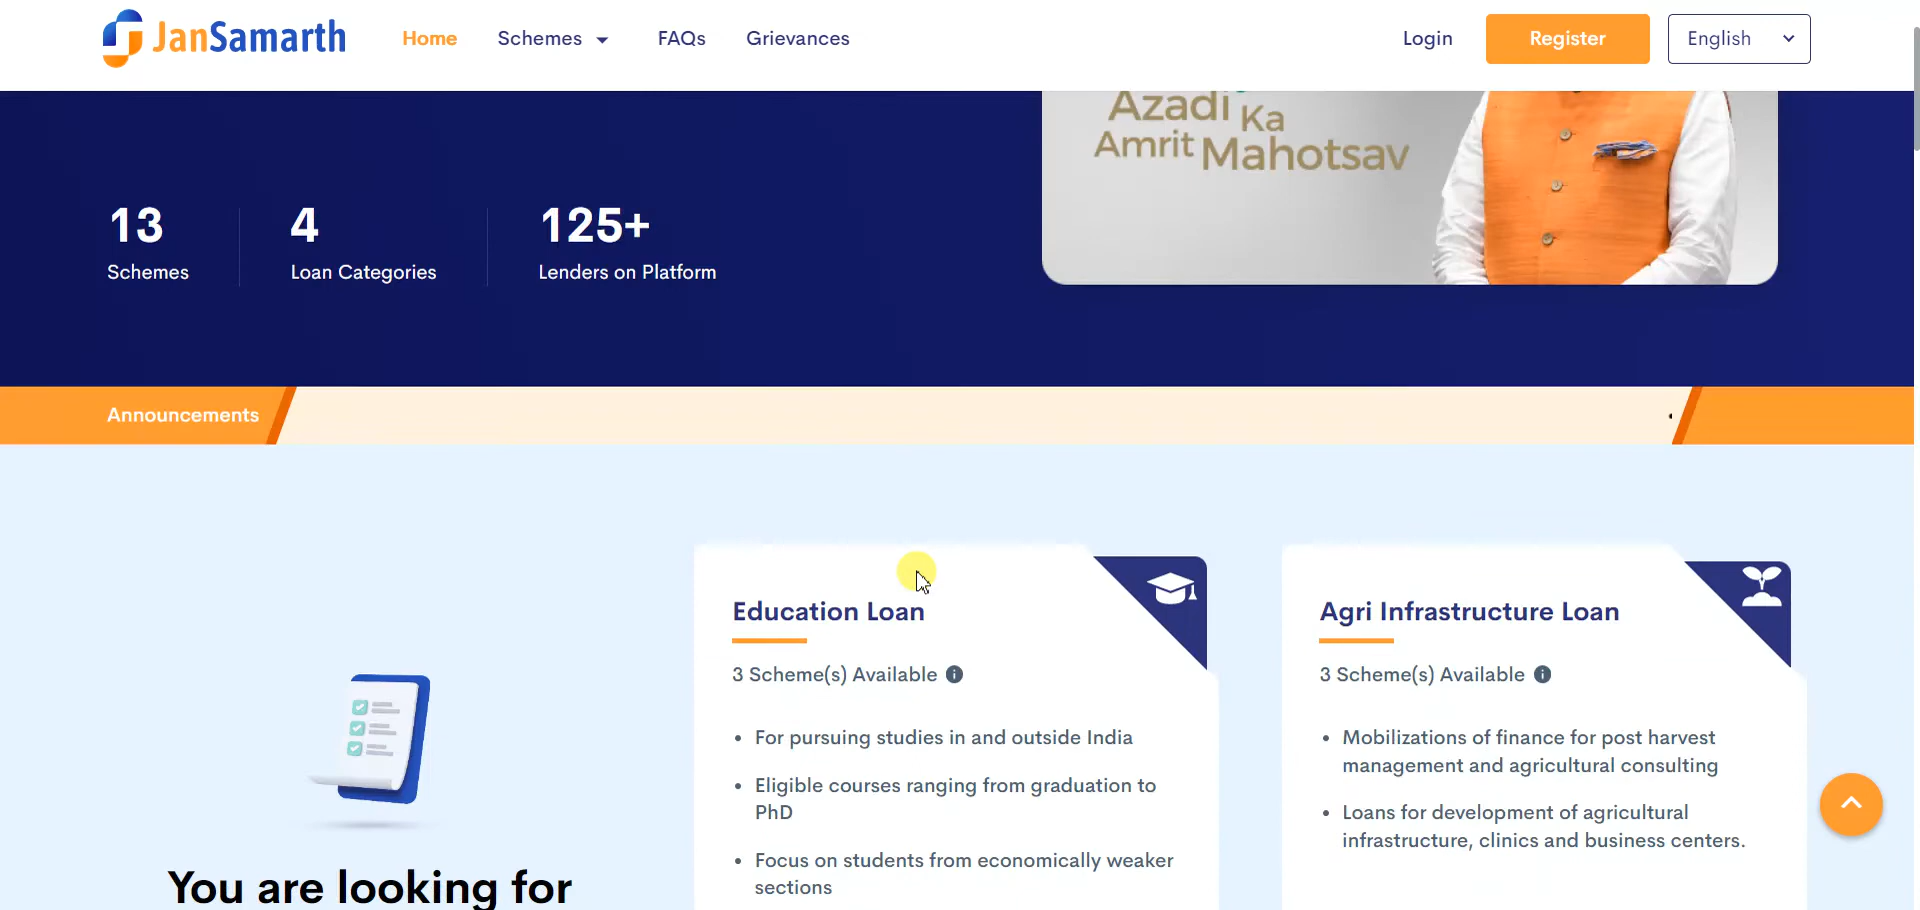 JanSamarth
Home
Schemes
FAQs
Grievances
Login
Register
English
Azadi Ka
Amrit Mahotsav
13
Schemes
4
Loan Categories
125+
Lenders on Platform
Announcements
You are looking for
Education Loan
3 Scheme(s) Available
• For pursuing studies in and outside India
• Eligible courses ranging from graduation to
PhD
• Focus on students from economically weaker
sections
Agri Infrastructure Loan
3 Scheme(s) Available
• Mobilizations of finance for post harvest
management and agricultural consulting
• Loans for development of agricultural
infrastructure, clinics and business centers.